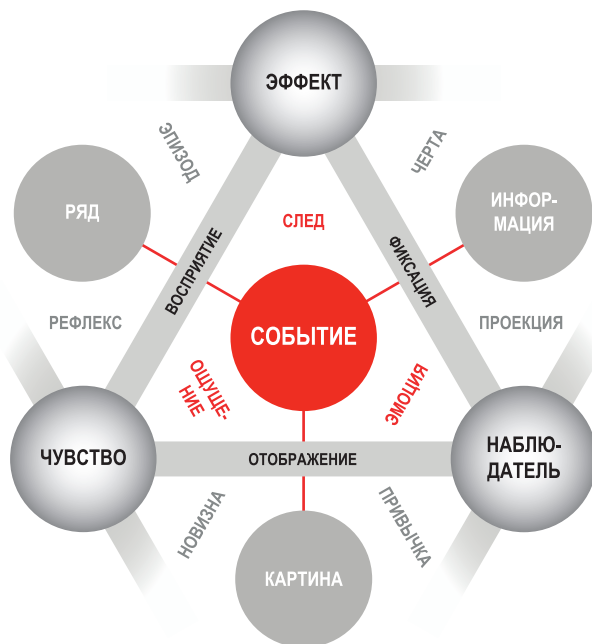 ЭФФЕКТ
ЭПИЗОД
ЧЕРТА
РЯД
ИНФОР-
МАЦИЯ
СЛЕД
ВОСПРИЯТИЕ
ФИКСАЦИЯ
РЕФЛЕКС
СОБЫТИЕ
ПРОЕКЦИЯ
ОЩУЩЕ-
НИЕ
ЭМОЦИЯ
ЧУВСТВО
ОТОБРАЖЕНИЕ
НАБЛЮ-
ДАТЕЛЬ
НОВИЗНА
ПРИВЫЧКА
КАРТИНА